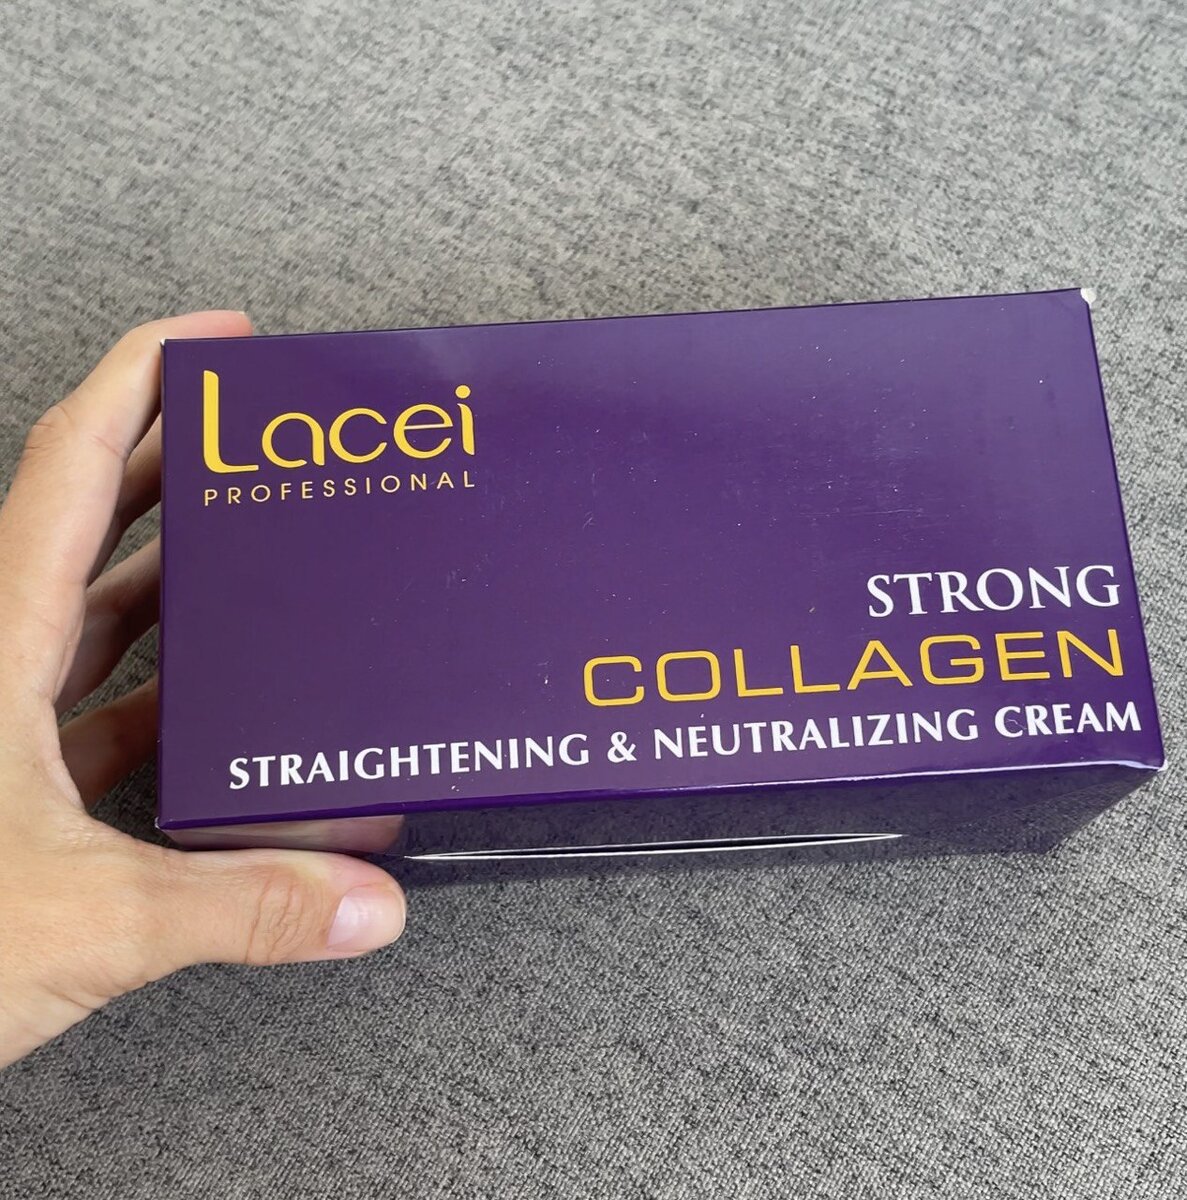 Lacei
PROFESSIONAL
STRONG
COLLAGEN
STRAIGHTENING & NEUTRALIZING CREAM